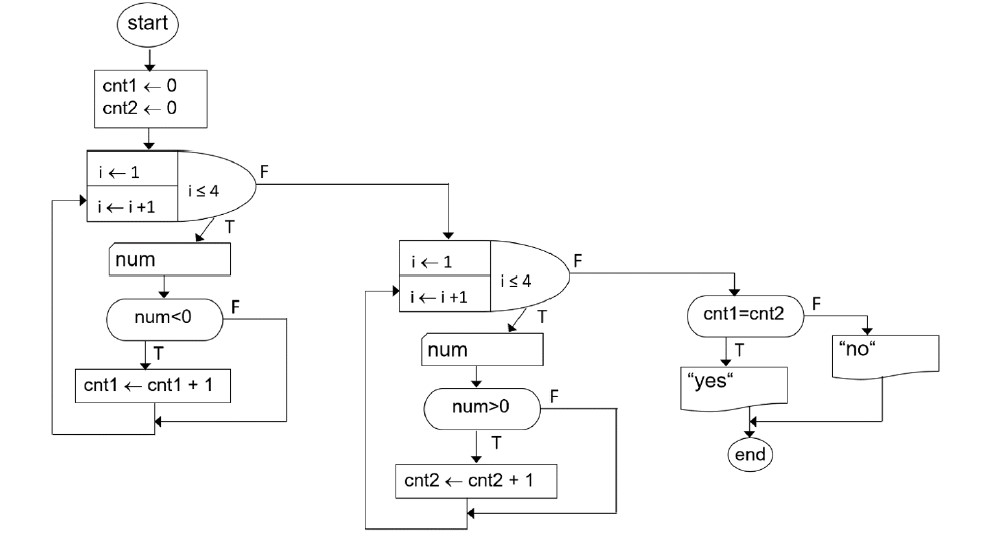 start
cnt1 ← 0
cnt2 ← 0
i ← 1
i ← i +1
i ≤ 4
F
T
num
num<0
F
T
cnt1 ← cnt1 + 1
i ← 1
i ← i +1
i ≤ 4
F
T
num
num>0
F
T
cnt2 ← cnt2 + 1
cnt1=cnt2
F
T
“no“
“yes“
end